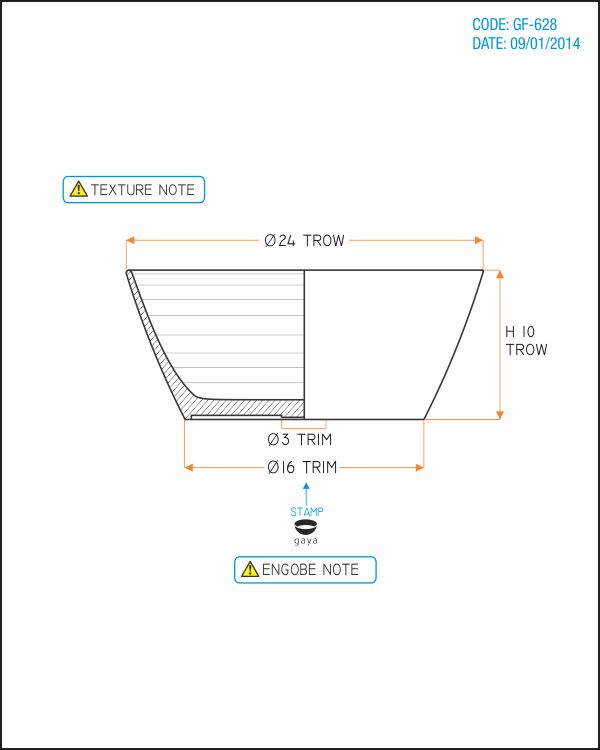 CODE: GF-628
DATE: 09/01/2014
TEXTURE NOTE
Ø24 TROW
H 10
TROW
Ø3 TRIM
Ø16 TRIM
STAMP
gaya
ENGOBE NOTE